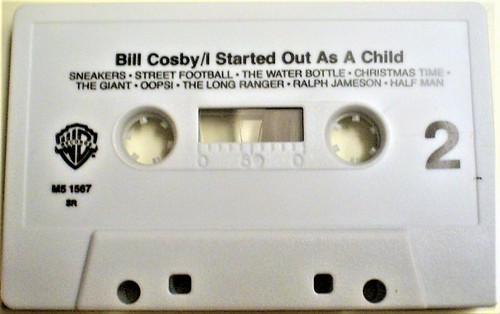 Bill Cosby/I Started Out As A Child
SNEAKERS • STREET FOOTBALL • THE WATER BOTTLE • CHRISTMAS TIME •
THE GIANT • OOPS! • THE LONG RANGER • RALPH JAMESON • HALF MAN
2
M5 1567
SR